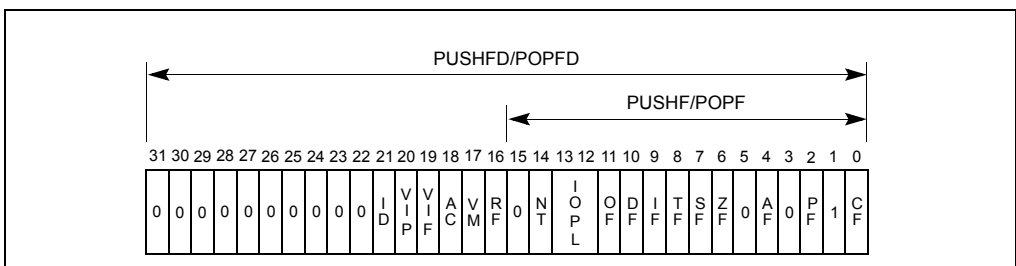 PUSHFD/POPFD
PUSHF/POPF
31 30 29 28 27 26 25 24 23 22 21 20 19 18 17 16 15 14 13 12 11 10 9 8 7 6 5 4 3 2 1 0
0 0 0 0 0 0 0 0 0 0 ID VIP VIF AC VM RF 0 NT IOPL OF DF IF TF SF ZF 0 AF 0 PF 1 CF